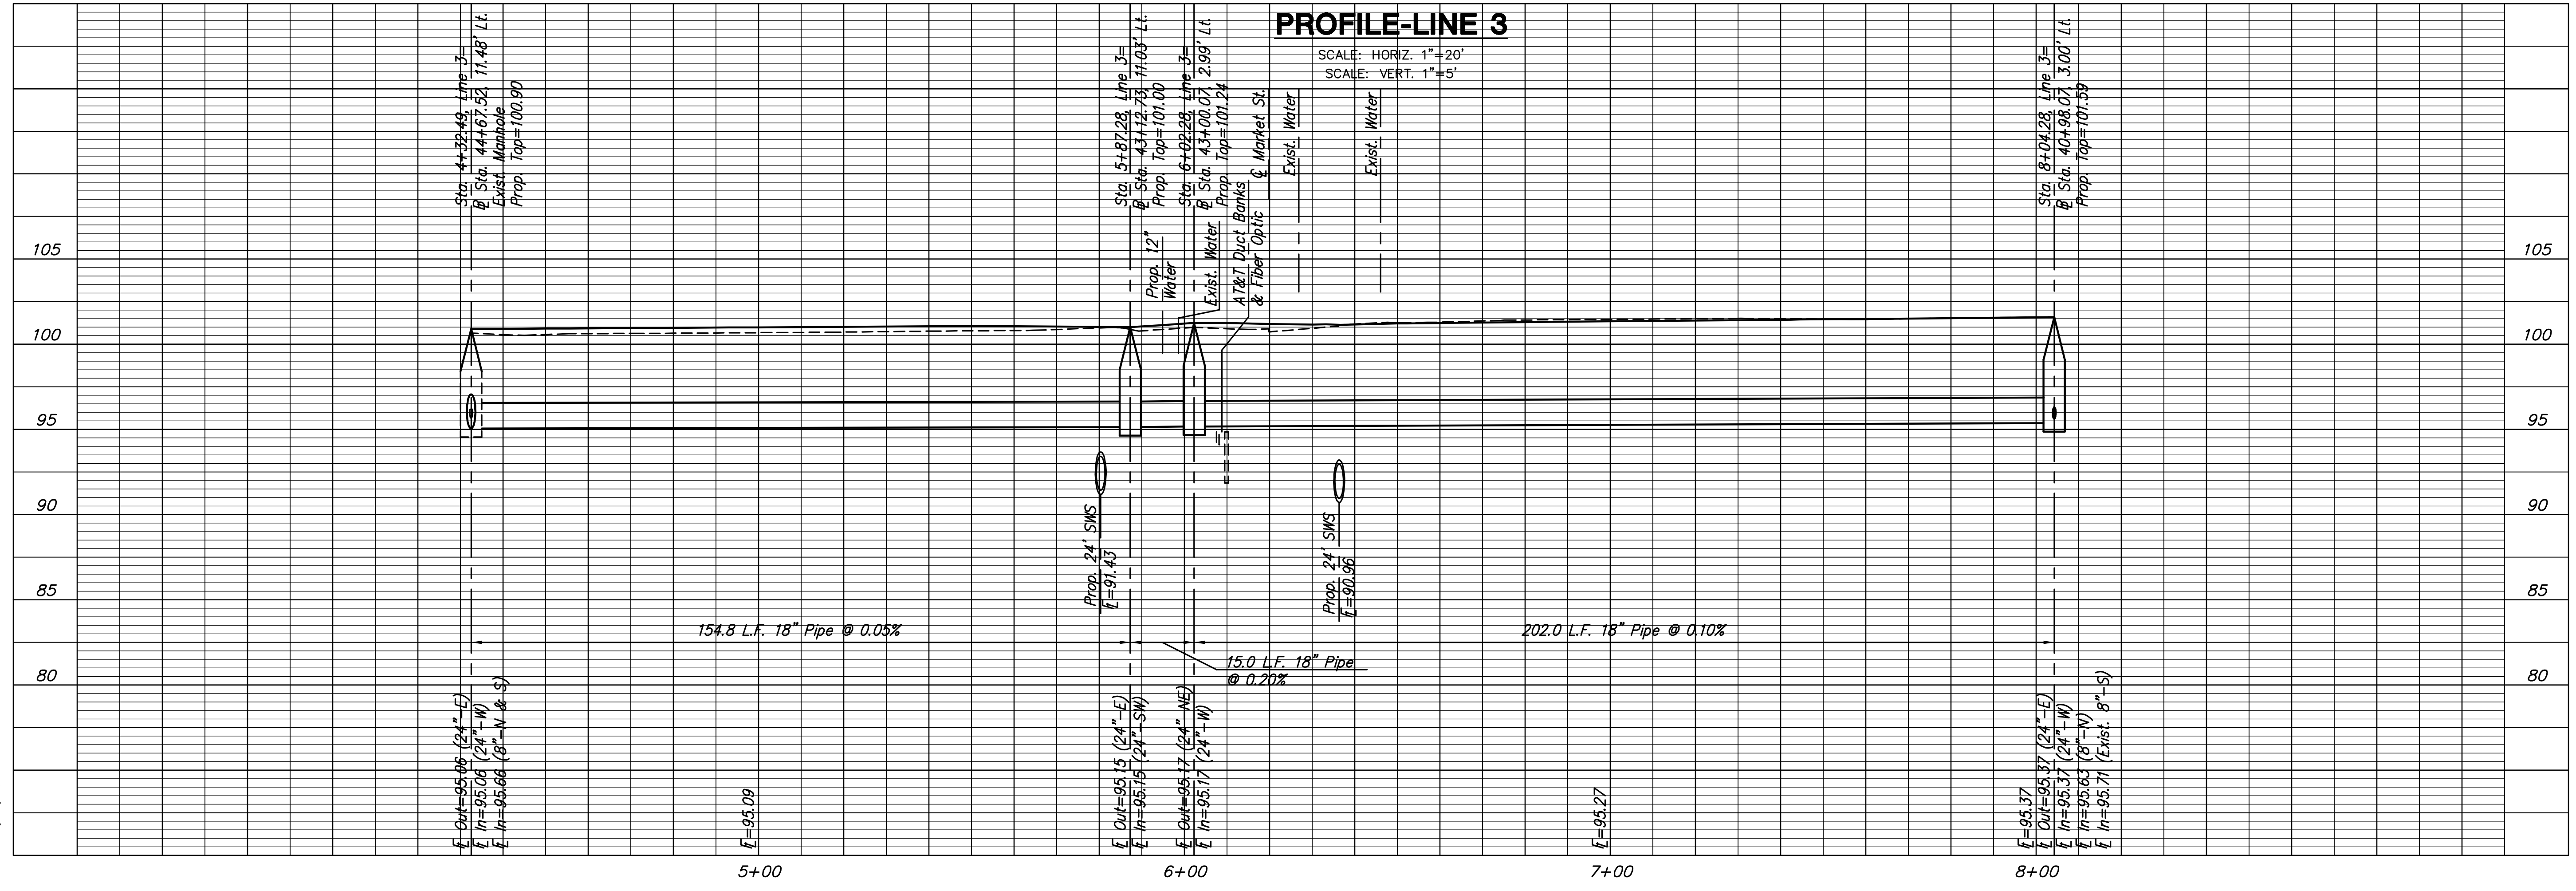 PROFILE-LINE 3
SCALE: HORIZ. 1"=20'
SCALE: VERT. 1"=5'
Sta. 4+32.49, Line 3=
Sta. 44+67.52, 11.48' Lt.
Exist. Manhole
Prop. Top=100.90
Sta. 5+87.28, Line 3=
Sta. 43+12.73, 11.03' Lt.
Prop. Top=101.00
Sta. 6+02.28, Line 3=
Sta. 43+00.07, 2.99' Lt.
Prop. Top=101.24
Prop. 12"
Water
Exist. Water
AT&T Duct Banks
& Fiber Optic
℄ Market St.
Exist. Water
Exist. Water
Sta. 8+04.28, Line 3=
Sta. 40+98.07, 3.00' Lt.
Prop. Top=101.59
105
105
100
100
95
95
90
90
85
85
80
80
Prop. 24' SWS
=91.43
Prop. 24' SWS
=90.96
154.8 L.F. 18" Pipe @ 0.05%
15.0 L.F. 18" Pipe
@ 0.20%
202.0 L.F. 18" Pipe @ 0.10%
Out=95.06 (24"-E)
In=95.06 (24"-W)
In=95.66 (8"-N & S)
=95.09
Out=95.15 (24"-E)
In=95.15 (24"-SW)
Out=95.17 (24"-NE)
In=95.17 (24"-W)
=95.27
=95.37
Out=95.37 (24"-E)
In=95.37 (24"-W)
In=95.63 (8"-N)
In=95.71 (Exist. 8"-S)
5+00
6+00
7+00
8+00